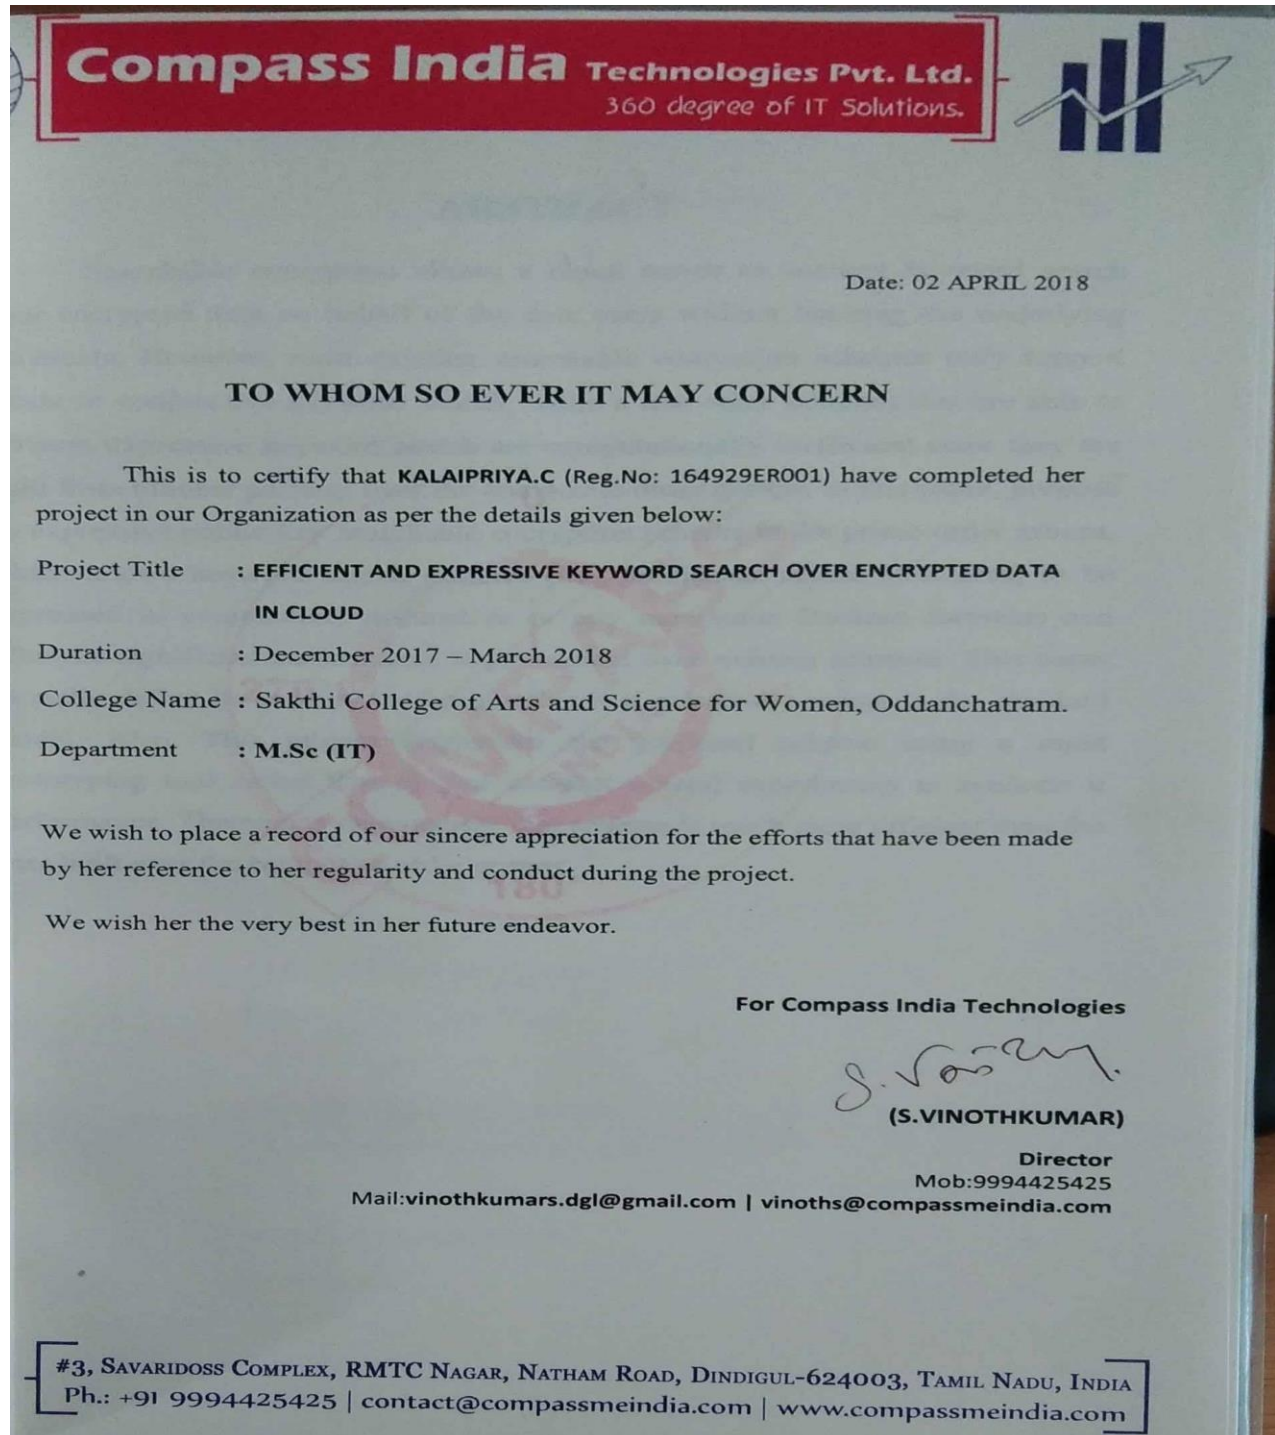 Compass India Technologies Pvt. Ltd.
360 degree of IT Solutions.
Date: 02 APRIL 2018
TO WHOM SO EVER IT MAY CONCERN
This is to certify that KALAIPRIYA.C (Reg.No: 164929ER001) have completed her
project in our Organization as per the details given below:
Project Title : EFFICIENT AND EXPRESSIVE KEYWORD SEARCH OVER ENCRYPTED DATA
IN CLOUD
Duration : December 2017 – March 2018
College Name : Sakthi College of Arts and Science for Women, Oddanchatram.
Department : M.Sc (IT)
We wish to place a record of our sincere appreciation for the efforts that have been made
by her reference to her regularity and conduct during the project.
180
We wish her the very best in her future endeavor.
For Compass India Technologies
(S.VINOTHKUMAR)
Director
Mob:9994425425
Mail:vinothkumars.dgl@gmail.com | vinoths@compassmeindia.com
#3, SAVARIDOSS COMPLEX, RMTC NAGAR, NATHAM ROAD, DINDIGUL-624003, TAMIL NADU, INDIA
Ph.: +91 9994425425 | contact@compassmeindia.com | www.compassmeindia.com